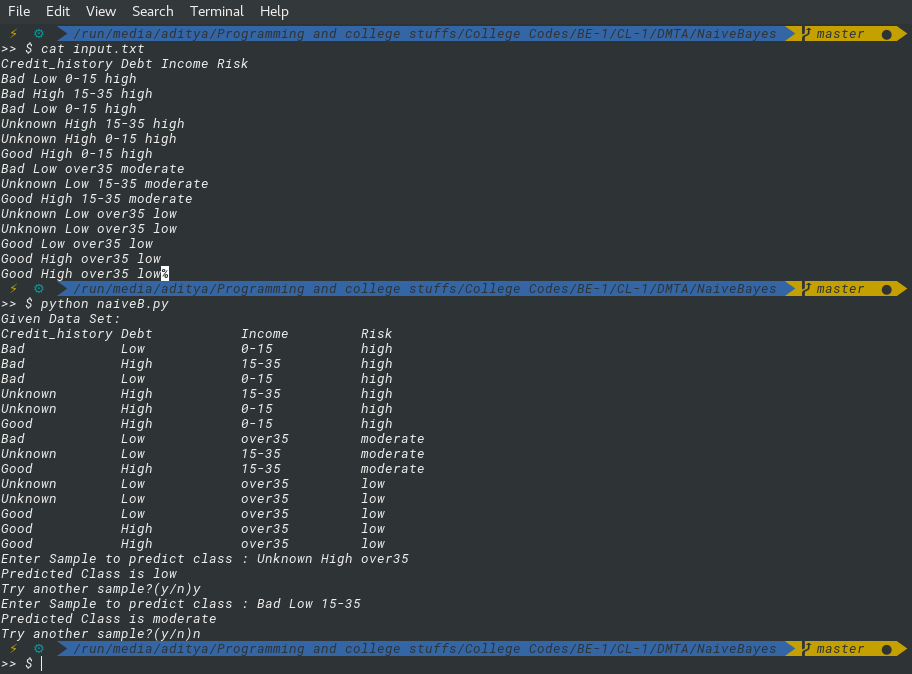 File Edit View Search Terminal Help
/run/media/aditya/Programming and college stuffs/College Codes/BE-1/CL-1/DMTA/NaiveBayes master
>> $ cat input.txt
Credit_history Debt Income Risk
Bad Low 0-15 high
Bad High 15-35 high
Bad Low 0-15 high
Unknown High 15-35 high
Unknown High 0-15 high
Good High 0-15 high
Bad Low over35 moderate
Unknown Low 15-35 moderate
Good High 15-35 moderate
Unknown Low over35 low
Unknown Low over35 low
Good Low over35 low
Good High over35 low
Good High over35 low%
/run/media/aditya/Programming and college stuffs/College Codes/BE-1/CL-1/DMTA/NaiveBayes master
>> $ python naiveB.py
Given Data Set:
Credit_history Debt Income Risk
Bad Low 0-15 high
Bad High 15-35 high
Bad Low 0-15 high
Unknown High 15-35 high
Unknown High 0-15 high
Good High 0-15 high
Bad Low over35 moderate
Unknown Low 15-35 moderate
Good High 15-35 moderate
Unknown Low over35 low
Unknown Low over35 low
Good Low over35 low
Good High over35 low
Good High over35 low
Enter Sample to predict class : Unknown High over35
Predicted Class is low
Try another sample?(y/n)y
Enter Sample to predict class : Bad Low 15-35
Predicted Class is moderate
Try another sample?(y/n)n
/run/media/aditya/Programming and college stuffs/College Codes/BE-1/CL-1/DMTA/NaiveBayes master
>> $